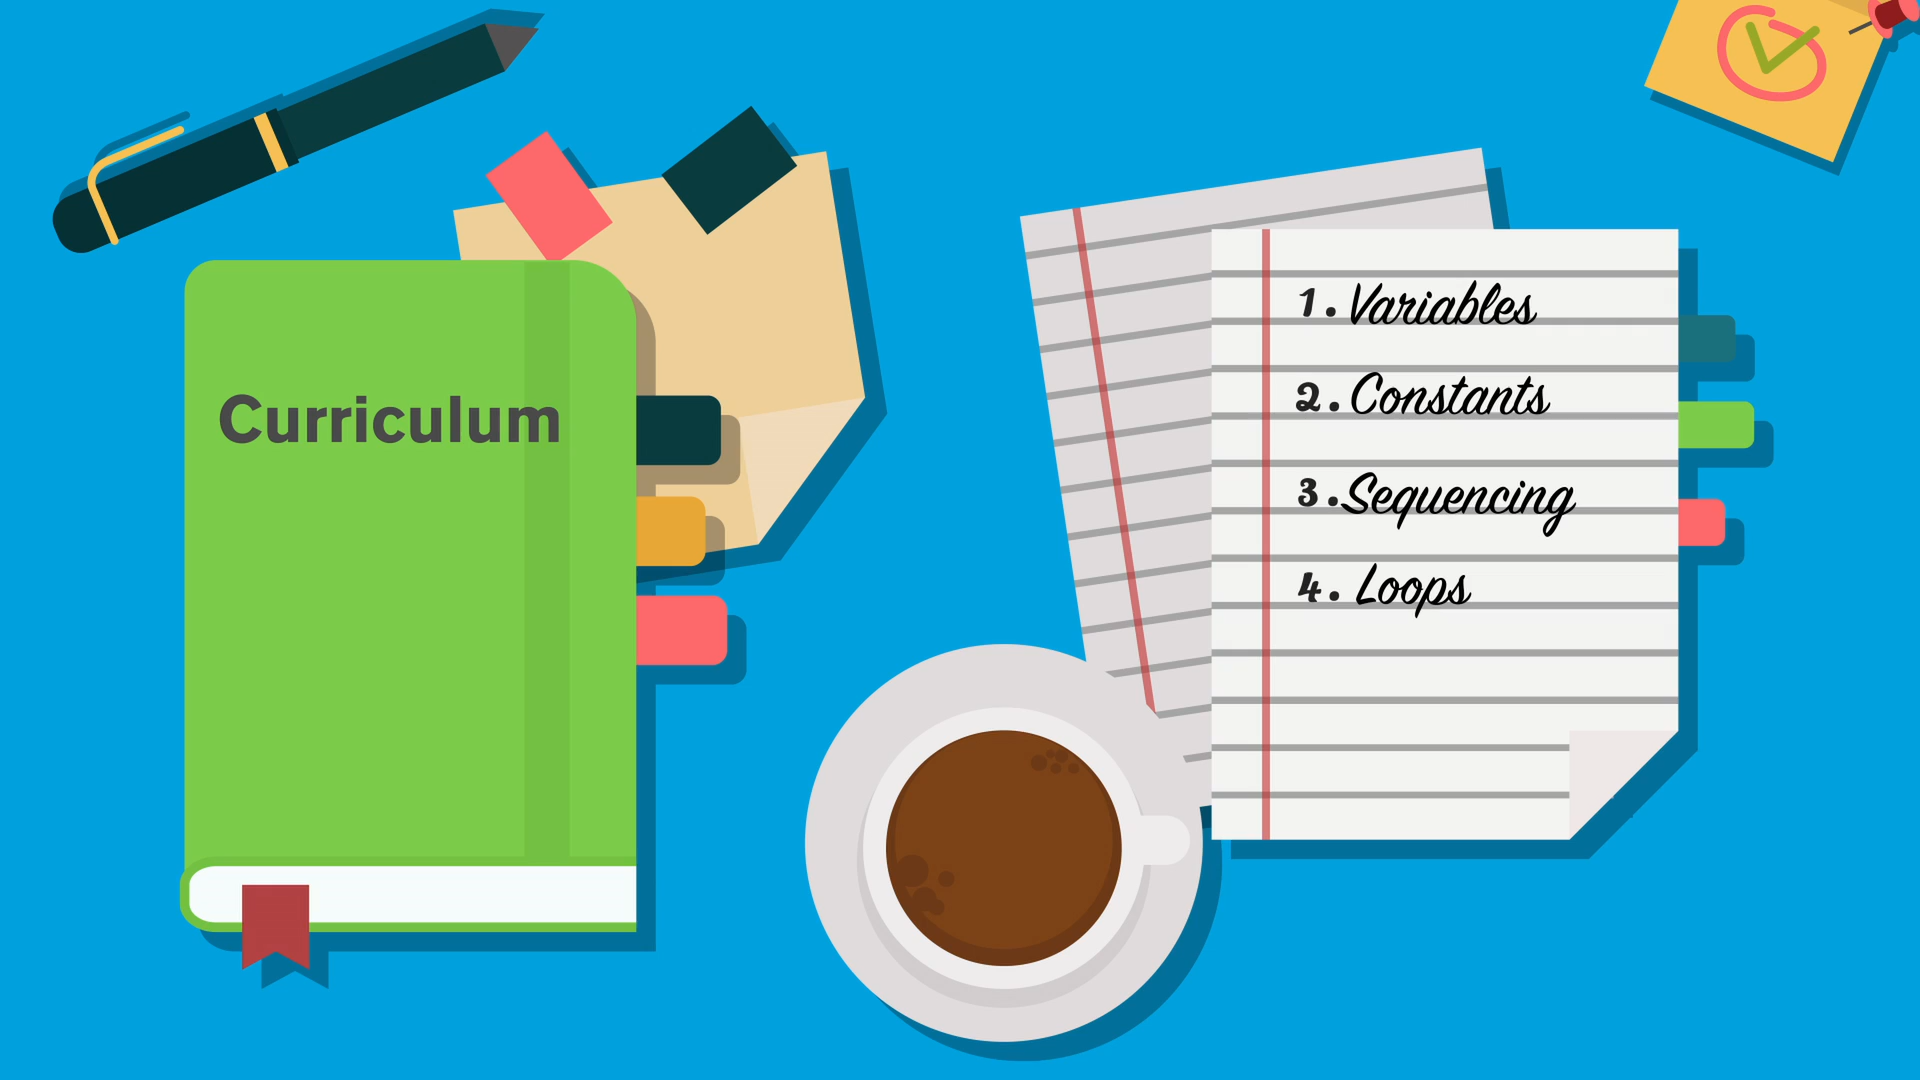 Curriculum
1. Variables
2. Constants
3. Sequencing
4. Loops